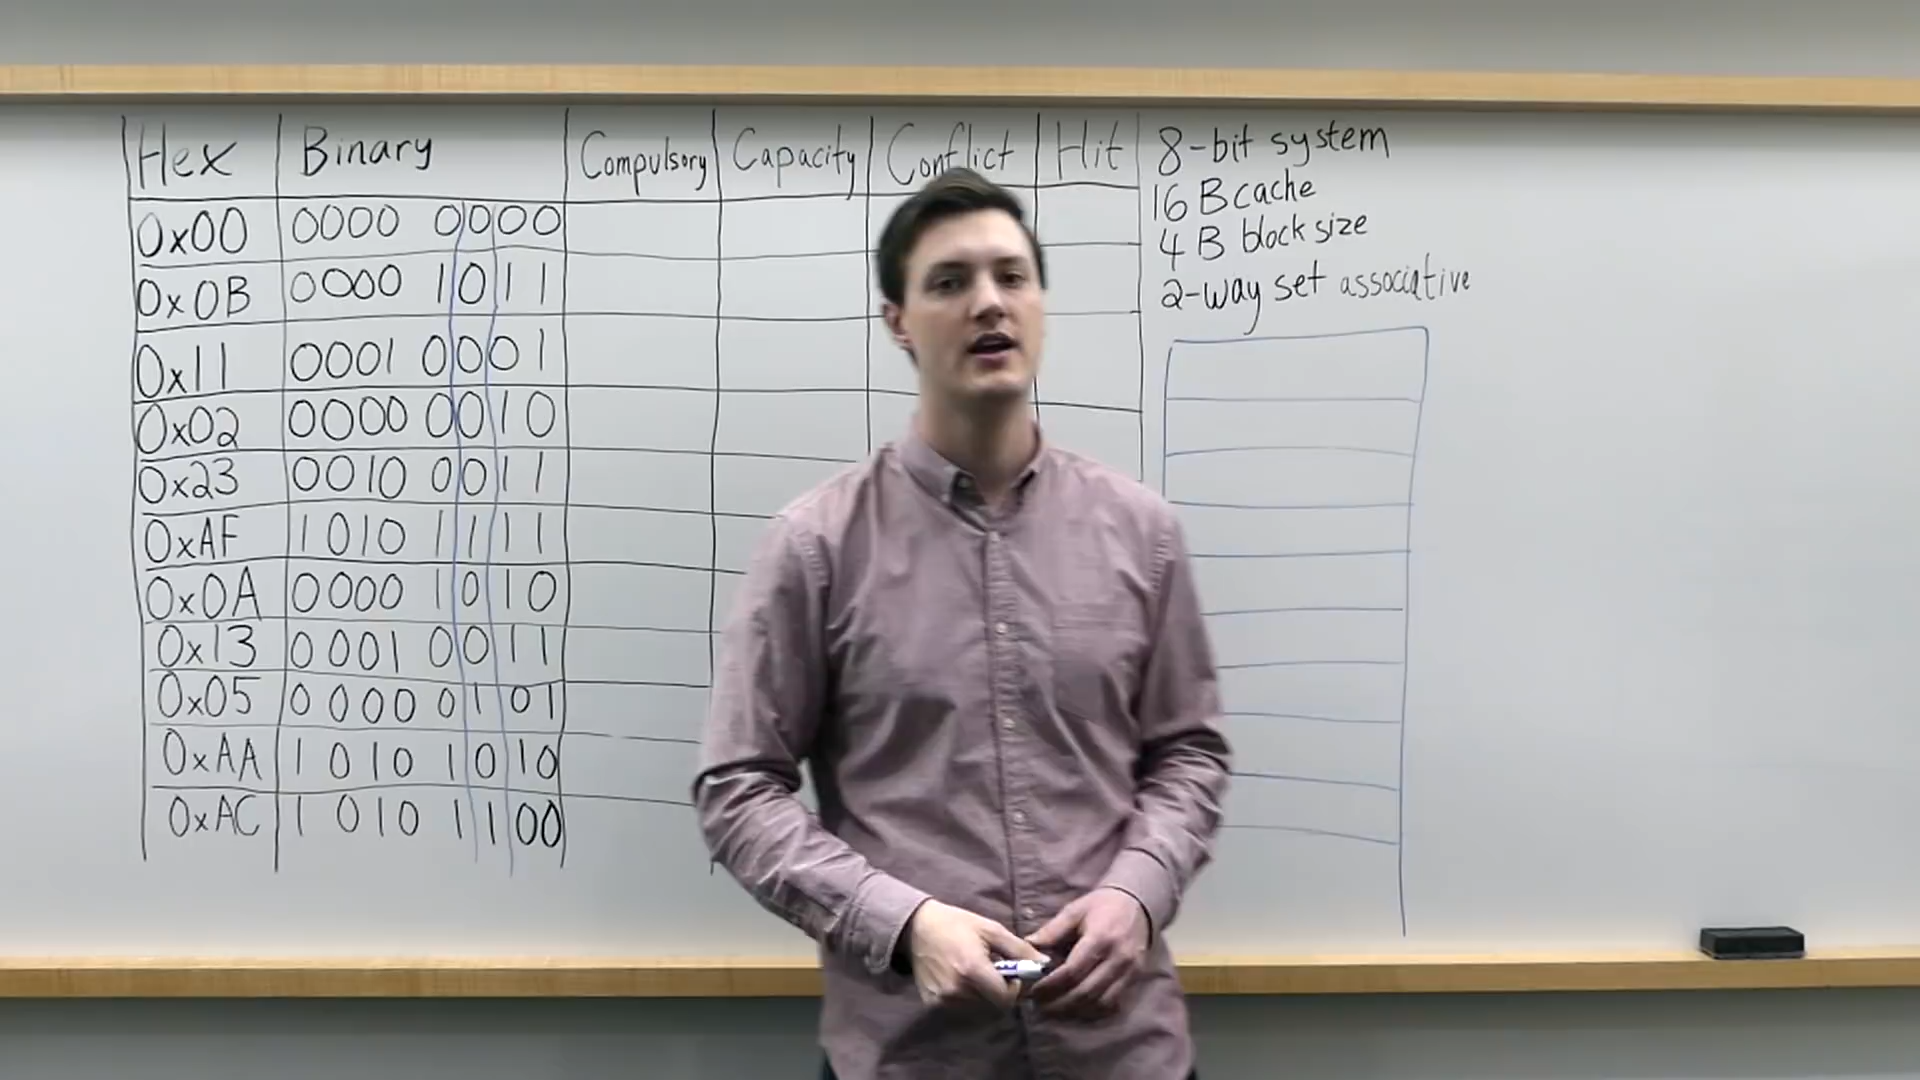 Hex Binary Compulsory Capacity Conflict Hit
0x00 0000 0000
0x0B 0000 1011
0x11 0001 0001
0x02 0000 0010
0x23 0010 0011
0xAF 1010 1111
0x0A 0000 1010
0x13 0001 0011
0x05 0000 0101
0xAA 1010 1010
0xAC 1010 1100
8-bit system
16 B cache
4 B block size
2-way set associative